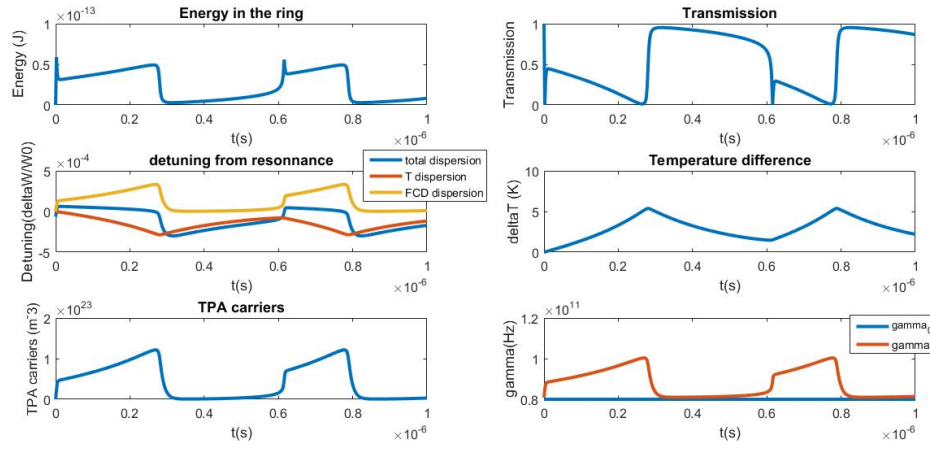 ×10^-13
Energy in the ring
1
0.5
0
Energy (J)
0 0.2 0.4 0.6 0.8 1
t(s)
×10^-6
Transmission
1
0.5
0
Transmission
0 0.2 0.4 0.6 0.8 1
t(s)
×10^-6
×10^-4
detuning from resonnance
5
0
-5
Detuning(deltaW/W0)
total dispersion
T dispersion
FCD dispersion
0 0.2 0.4 0.6 0.8 1
t(s)
×10^-6
Temperature difference
10
5
0
deltaT (K)
0 0.2 0.4 0.6 0.8 1
t(s)
×10^-6
×10^23
TPA carriers
2
1
0
TPA carriers (m^-3)
0 0.2 0.4 0.6 0.8 1
t(s)
×10^-6
×10^11
1.2
1
0.8
gamma(Hz)
gamma
gamma
0 0.2 0.4 0.6 0.8 1
t(s)
×10^-6